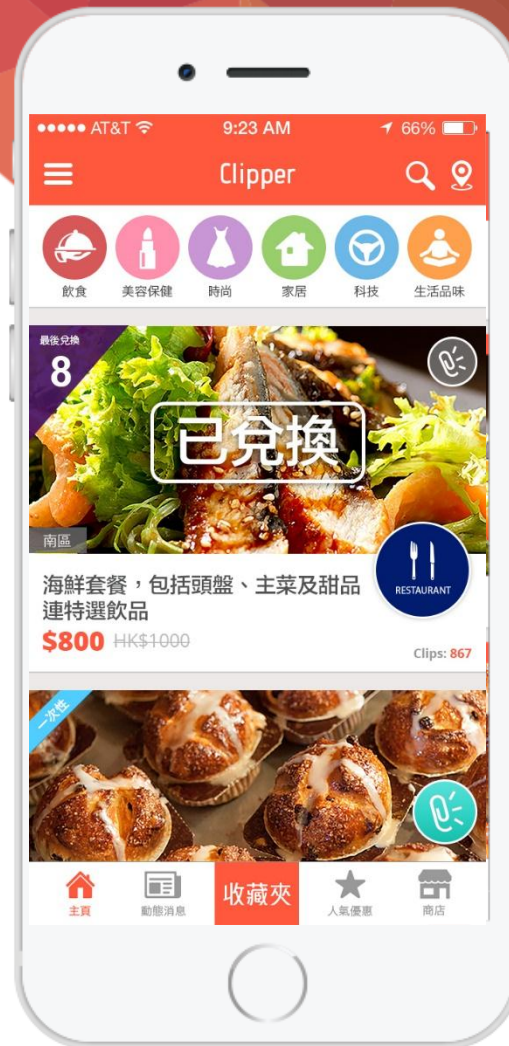 AT&T 9:23 AM 66%
Clipper
飲食 美容保健 時尚 家居 科技 生活品味
最後兌換
8
已兌換
南區
RESTAURANT
海鮮套餐，包括頭盤、主菜及甜品
連特選飲品
$800 HK$1000
Clips: 867
一次性
主頁 動態消息 收藏夾 人氣優惠 商店